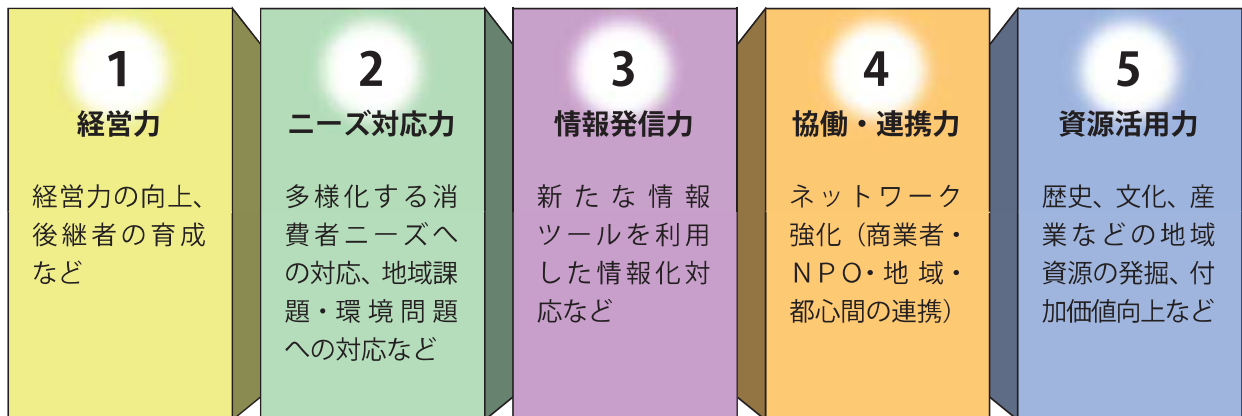 1
経営力
経営力の向上、
後継者の育成
など
2
ニーズ対応力
多様化する消
費者ニーズへ
の対応、地域課
題・環境問題
への対応など
3
情報発信力
新たな情報
ツールを利用
した情報化対
応など
4
協働・連携力
ネットワーク
強化（商業者・
NPO・地域・
都心間の連携）
5
資源活用力
歴史、文化、産
業などの地域
資源の発掘、付
加価値向上など